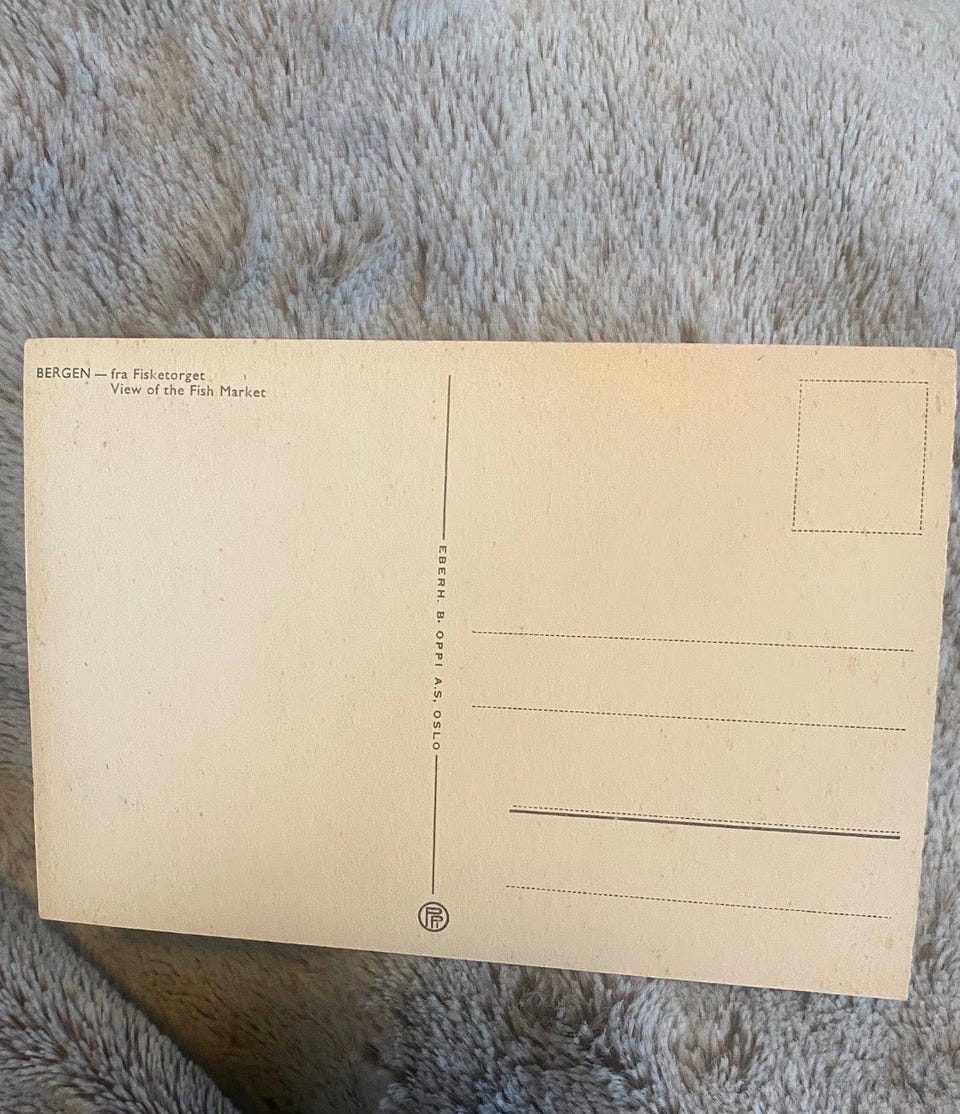 BERGEN — fra Fisketorget
View of the Fish Market
EBERH. B. OPPI A.S, OSLO